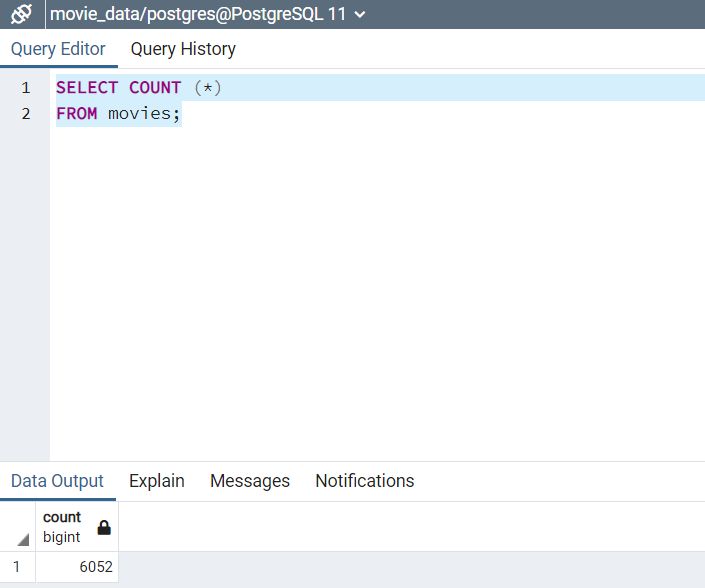 movie_data/postgres@PostgreSQL 11
Query Editor Query History
1 SELECT COUNT (*)
2 FROM movies;
Data Output Explain Messages Notifications
count
bigint
1 6052